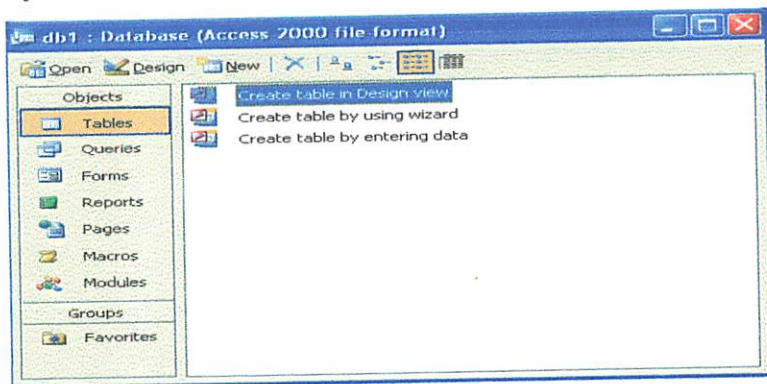 db1 : Database (Access 2000 file format)
Open Design New
Objects
Tables
Queries
Forms
Reports
Pages
Macros
Modules
Groups
Favorites
Create table in Design view
Create table by using wizard
Create table by entering data